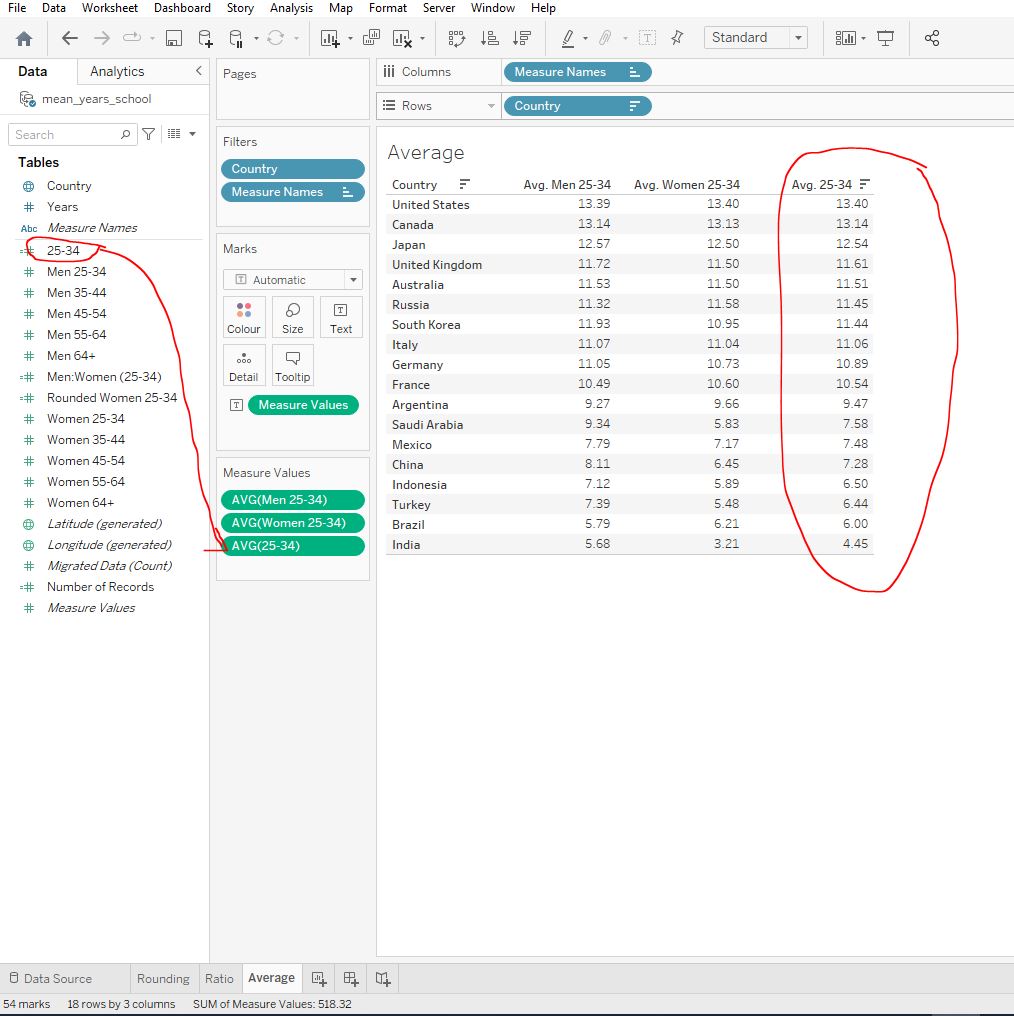 File Data Worksheet Dashboard Story Analysis Map Format Server Window Help
Standard
Data Analytics
mean_years_school
Search
Tables
Country
Years
Abc Measure Names
25-34
Men 25-34
Men 35-44
Men 45-54
Men 55-64
Men 64+
Men:Women (25-34)
Rounded Women 25-34
Women 25-34
Women 35-44
Women 45-54
Women 55-64
Women 64+
Latitude (generated)
Longitude (generated)
Migrated Data (Count)
Number of Records
Measure Values
Pages
Filters
Country
Measure Names
Marks
Automatic
Colour Size Text
Detail Tooltip
Measure Values
Measure Values
AVG(Men 25-34)
AVG(Women 25-34)
AVG(25-34)
Columns Measure Names
Rows Country
Average
Country Avg. Men 25-34 Avg. Women 25-34 Avg. 25-34
United States 13.39 13.40 13.40
Canada 13.14 13.13 13.14
Japan 12.57 12.50 12.54
United Kingdom 11.72 11.50 11.61
Australia 11.53 11.50 11.51
Russia 11.32 11.58 11.45
South Korea 11.93 10.95 11.44
Italy 11.07 11.04 11.06
Germany 11.05 10.73 10.89
France 10.49 10.60 10.54
Argentina 9.27 9.66 9.47
Saudi Arabia 9.34 5.83 7.58
Mexico 7.79 7.17 7.48
China 8.11 6.45 7.28
Indonesia 7.12 5.89 6.50
Turkey 7.39 5.48 6.44
Brazil 5.79 6.21 6.00
India 5.68 3.21 4.45
Data Source Rounding Ratio Average
54 marks 18 rows by 3 columns SUM of Measure Values: 518.32